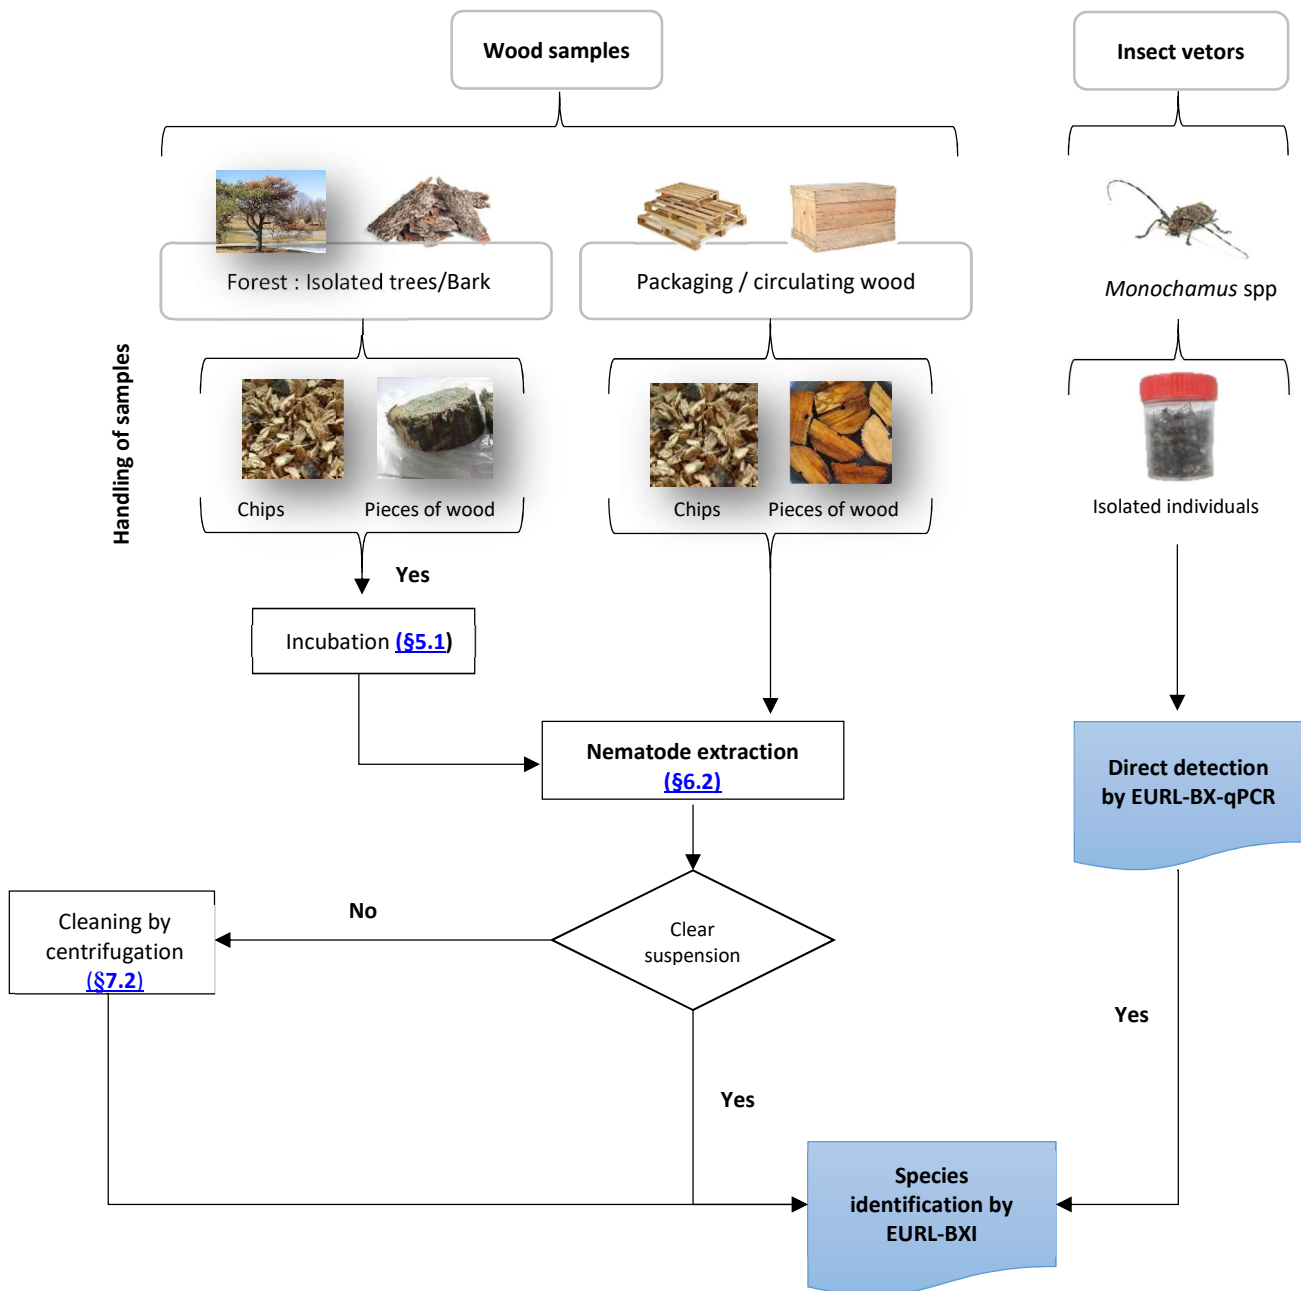 Wood samples
Insect vetors
Forest : Isolated trees/Bark
Packaging / circulating wood
Monochamus spp
Handling of samples
Chips
Pieces of wood
Chips
Pieces of wood
Isolated individuals
Yes
Incubation (§5.1)
Nematode extraction
(§6.2)
Direct detection
by EURL-BX-qPCR
Clear
suspension
No
Cleaning by
centrifugation
(§7.2)
Yes
Yes
Species
identification by
EURL-BXI